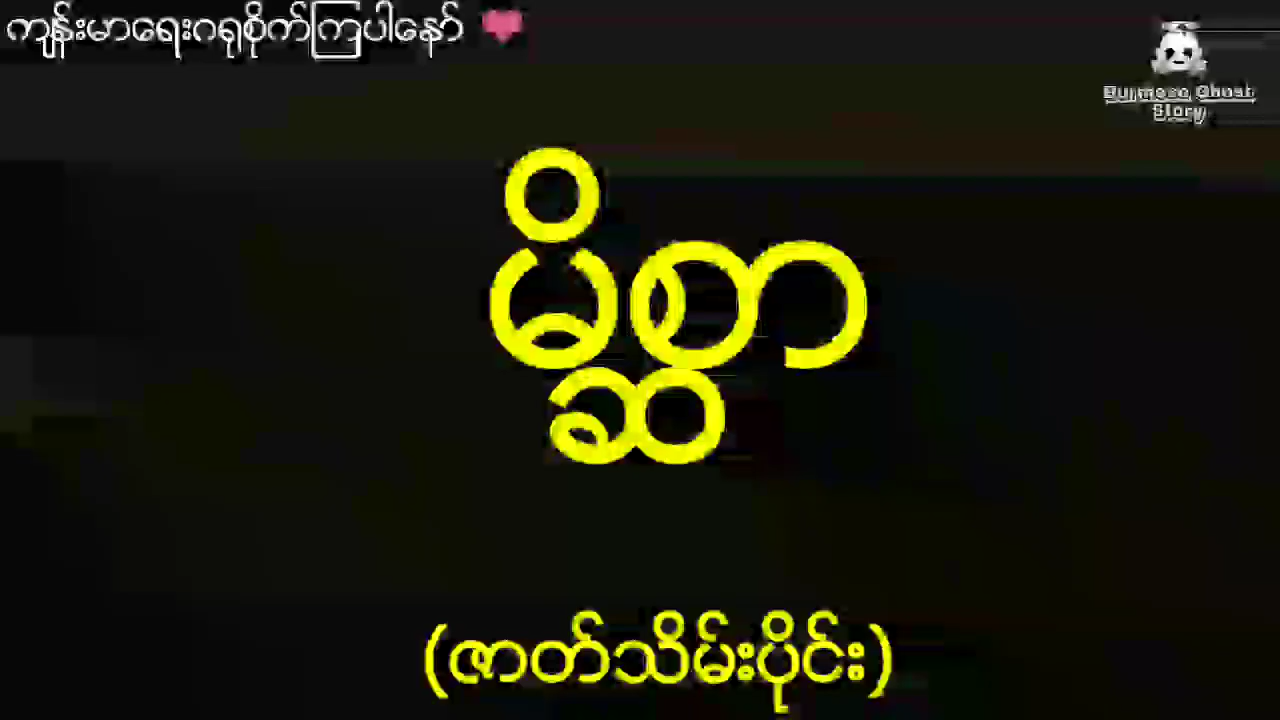 ကျန်းမာရေးဂရုစိုက်ကြပါနော် ❤
Burmese Ghost
Story
မိစ္ဆာ
(ဇာတ်သိမ်းပိုင်း)